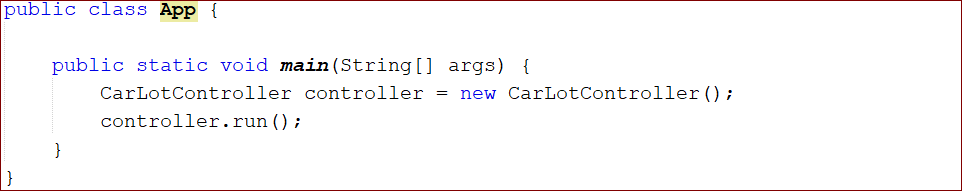 public class App {
    public static void main(String[] args) {
        CarLotController controller = new CarLotController();
        controller.run();
    }
}